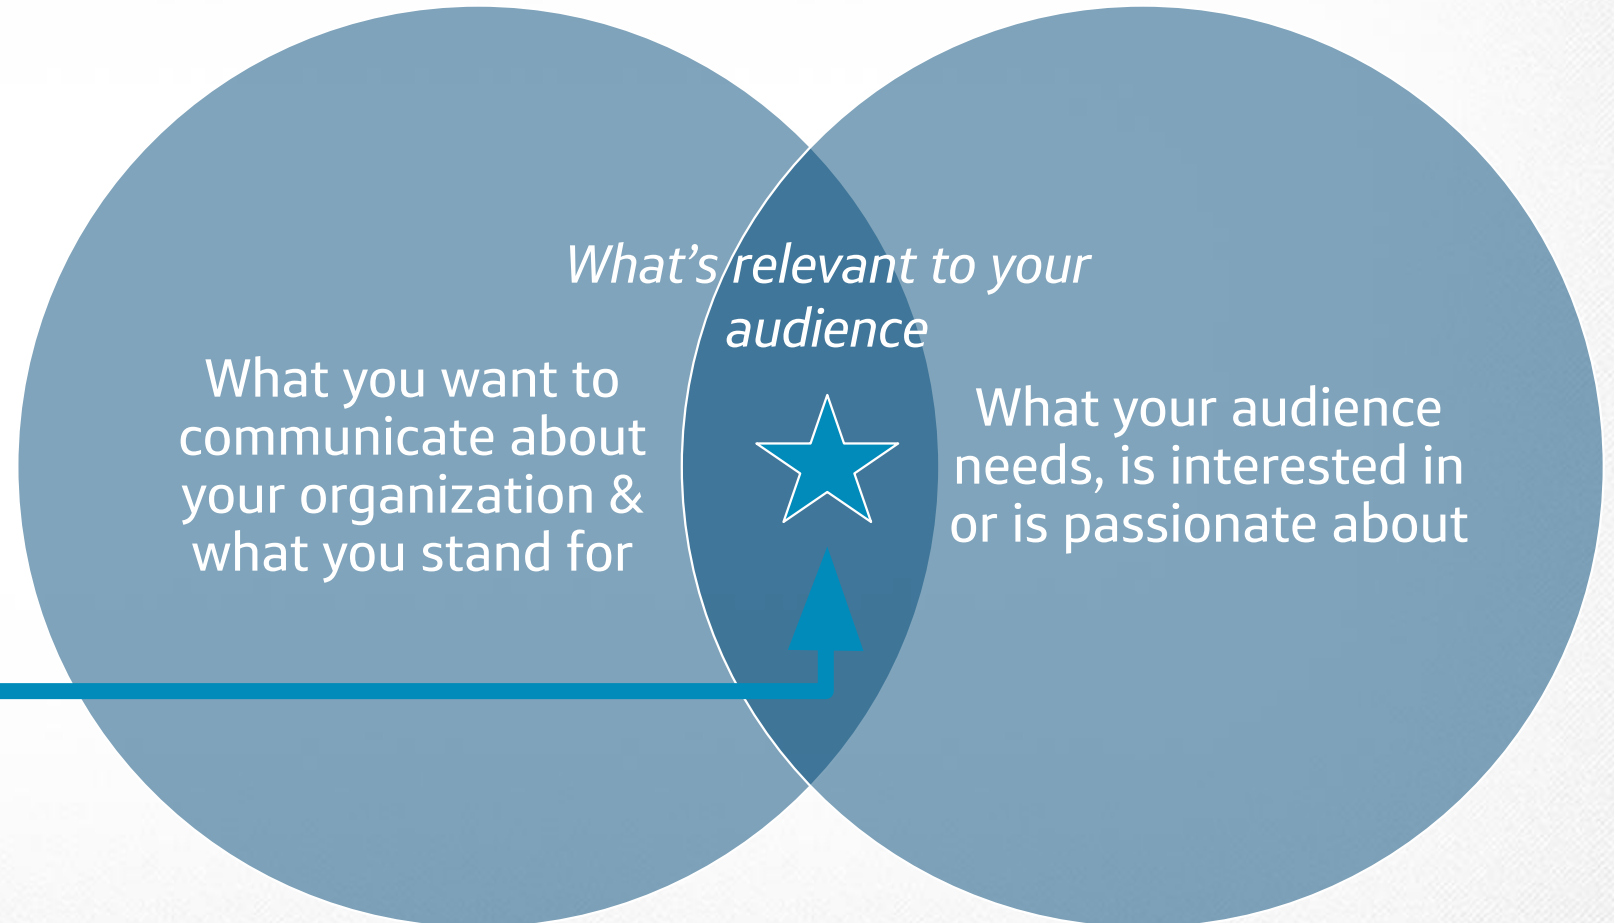 What's relevant to your
audience
What you want to
communicate about
your organization &
what you stand for
What your audience
needs, is interested in
or is passionate about